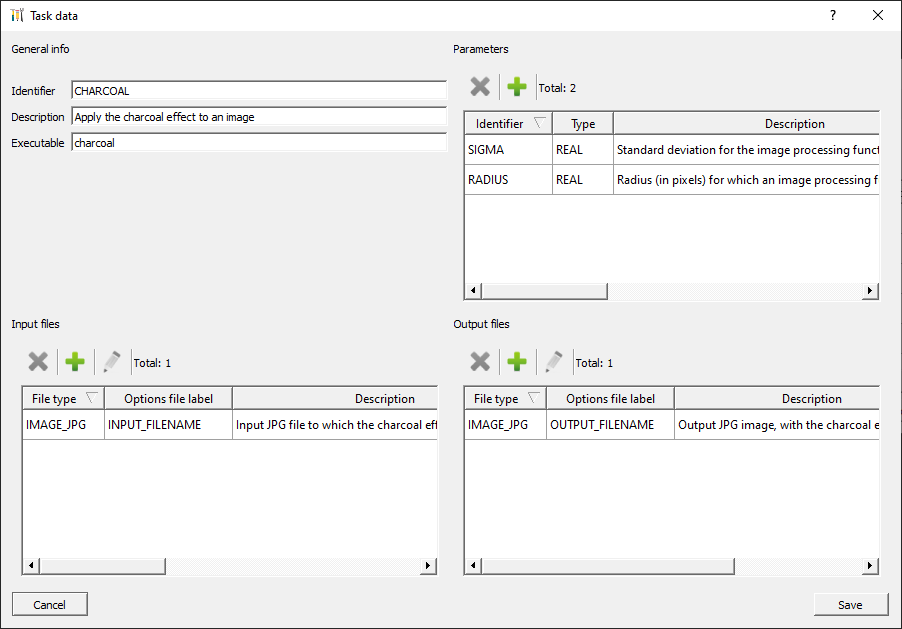 Task data
?
General info
Identifier CHARCOAL
Description Apply the charcoal effect to an image
Executable charcoal
Parameters
Total: 2
Identifier Type Description
SIGMA REAL Standard deviation for the image processing funct
RADIUS REAL Radius (in pixels) for which an image processing f
Input files
Total: 1
File type Options file label Description
IMAGE_JPG INPUT_FILENAME Input JPG file to which the charcoal eff
Output files
Total: 1
File type Options file label Description
IMAGE_JPG OUTPUT_FILENAME Output JPG image, with the charcoal e
Cancel
Save